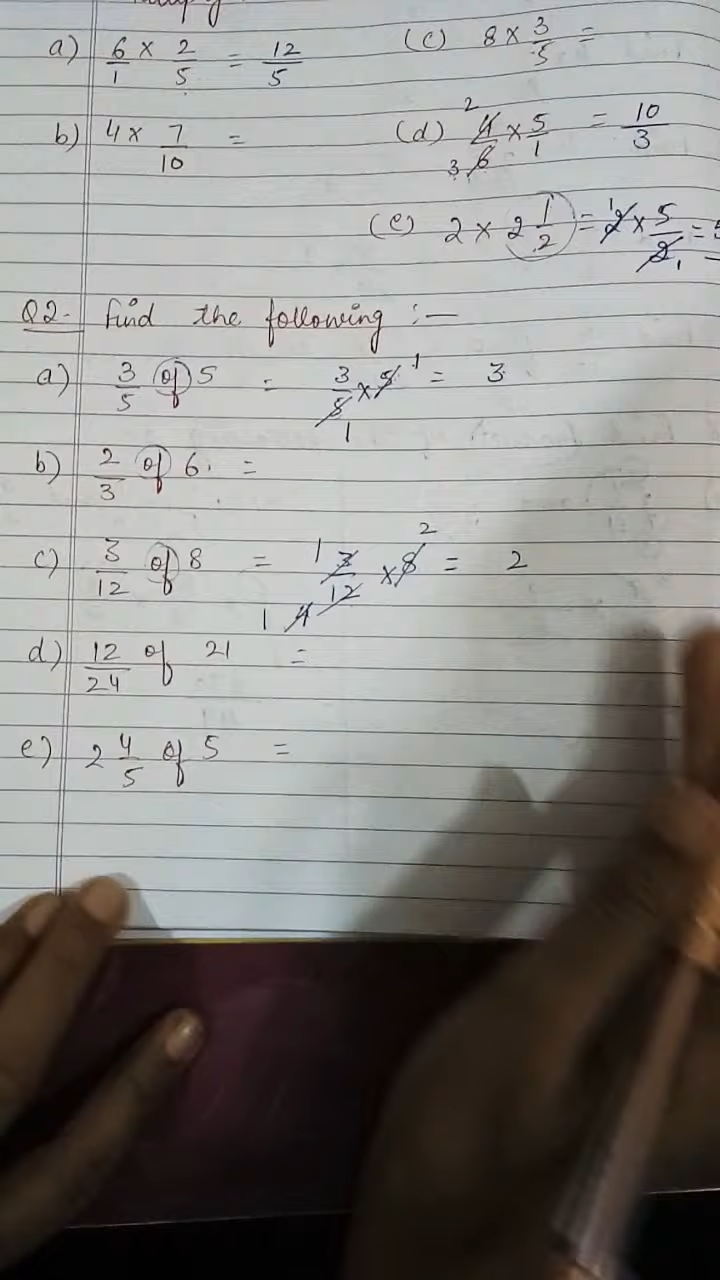 a) 6/1 × 2/5 = 12/5
(c) 8 × 3/5 =
b) 4 × 7/10 =
(d) 2 4/6 3 × 5/1 = 10/3
(e) 2 × 2 1/2 = 1 2 × 5/2 1 = 5
Q2- Find the following :—
a) 3/5 of 5 = 3/5 1 × 5 1 = 3
b) 2/3 of 6 =
c) 3/12 of 8 = 1 3/12 4 1 × 8 2 = 2
d) 12/24 of 21 =
e) 2 4/5 of 5 =